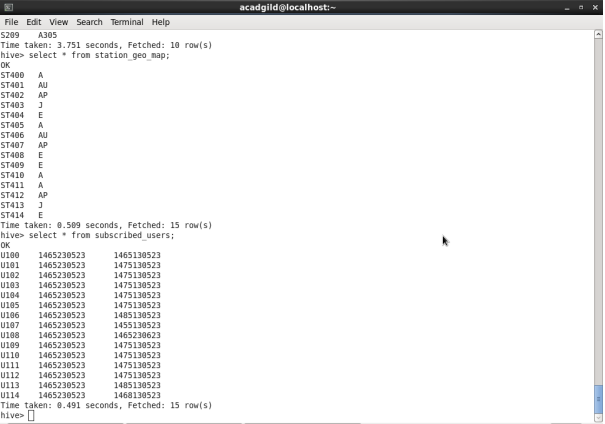 acadgild@localhost:~
File Edit View Search Terminal Help
S209 A305
Time taken: 3.751 seconds, Fetched: 10 row(s)
hive> select * from station_geo_map;
OK
ST400 A
ST401 AU
ST402 AP
ST403 J
ST404 E
ST405 A
ST406 AU
ST407 AP
ST408 E
ST409 E
ST410 A
ST411 A
ST412 AP
ST413 J
ST414 E
Time taken: 0.509 seconds, Fetched: 15 row(s)
hive> select * from subscribed_users;
OK
U100 1465230523 1465130523
U101 1465230523 1475130523
U102 1465230523 1475130523
U103 1465230523 1475130523
U104 1465230523 1475130523
U105 1465230523 1475130523
U106 1465230523 1485130523
U107 1465230523 1455130523
U108 1465230523 1465230623
U109 1465230523 1475130523
U110 1465230523 1475130523
U111 1465230523 1475130523
U112 1465230523 1475130523
U113 1465230523 1485130523
U114 1465230523 1468130523
Time taken: 0.491 seconds, Fetched: 15 row(s)
hive>